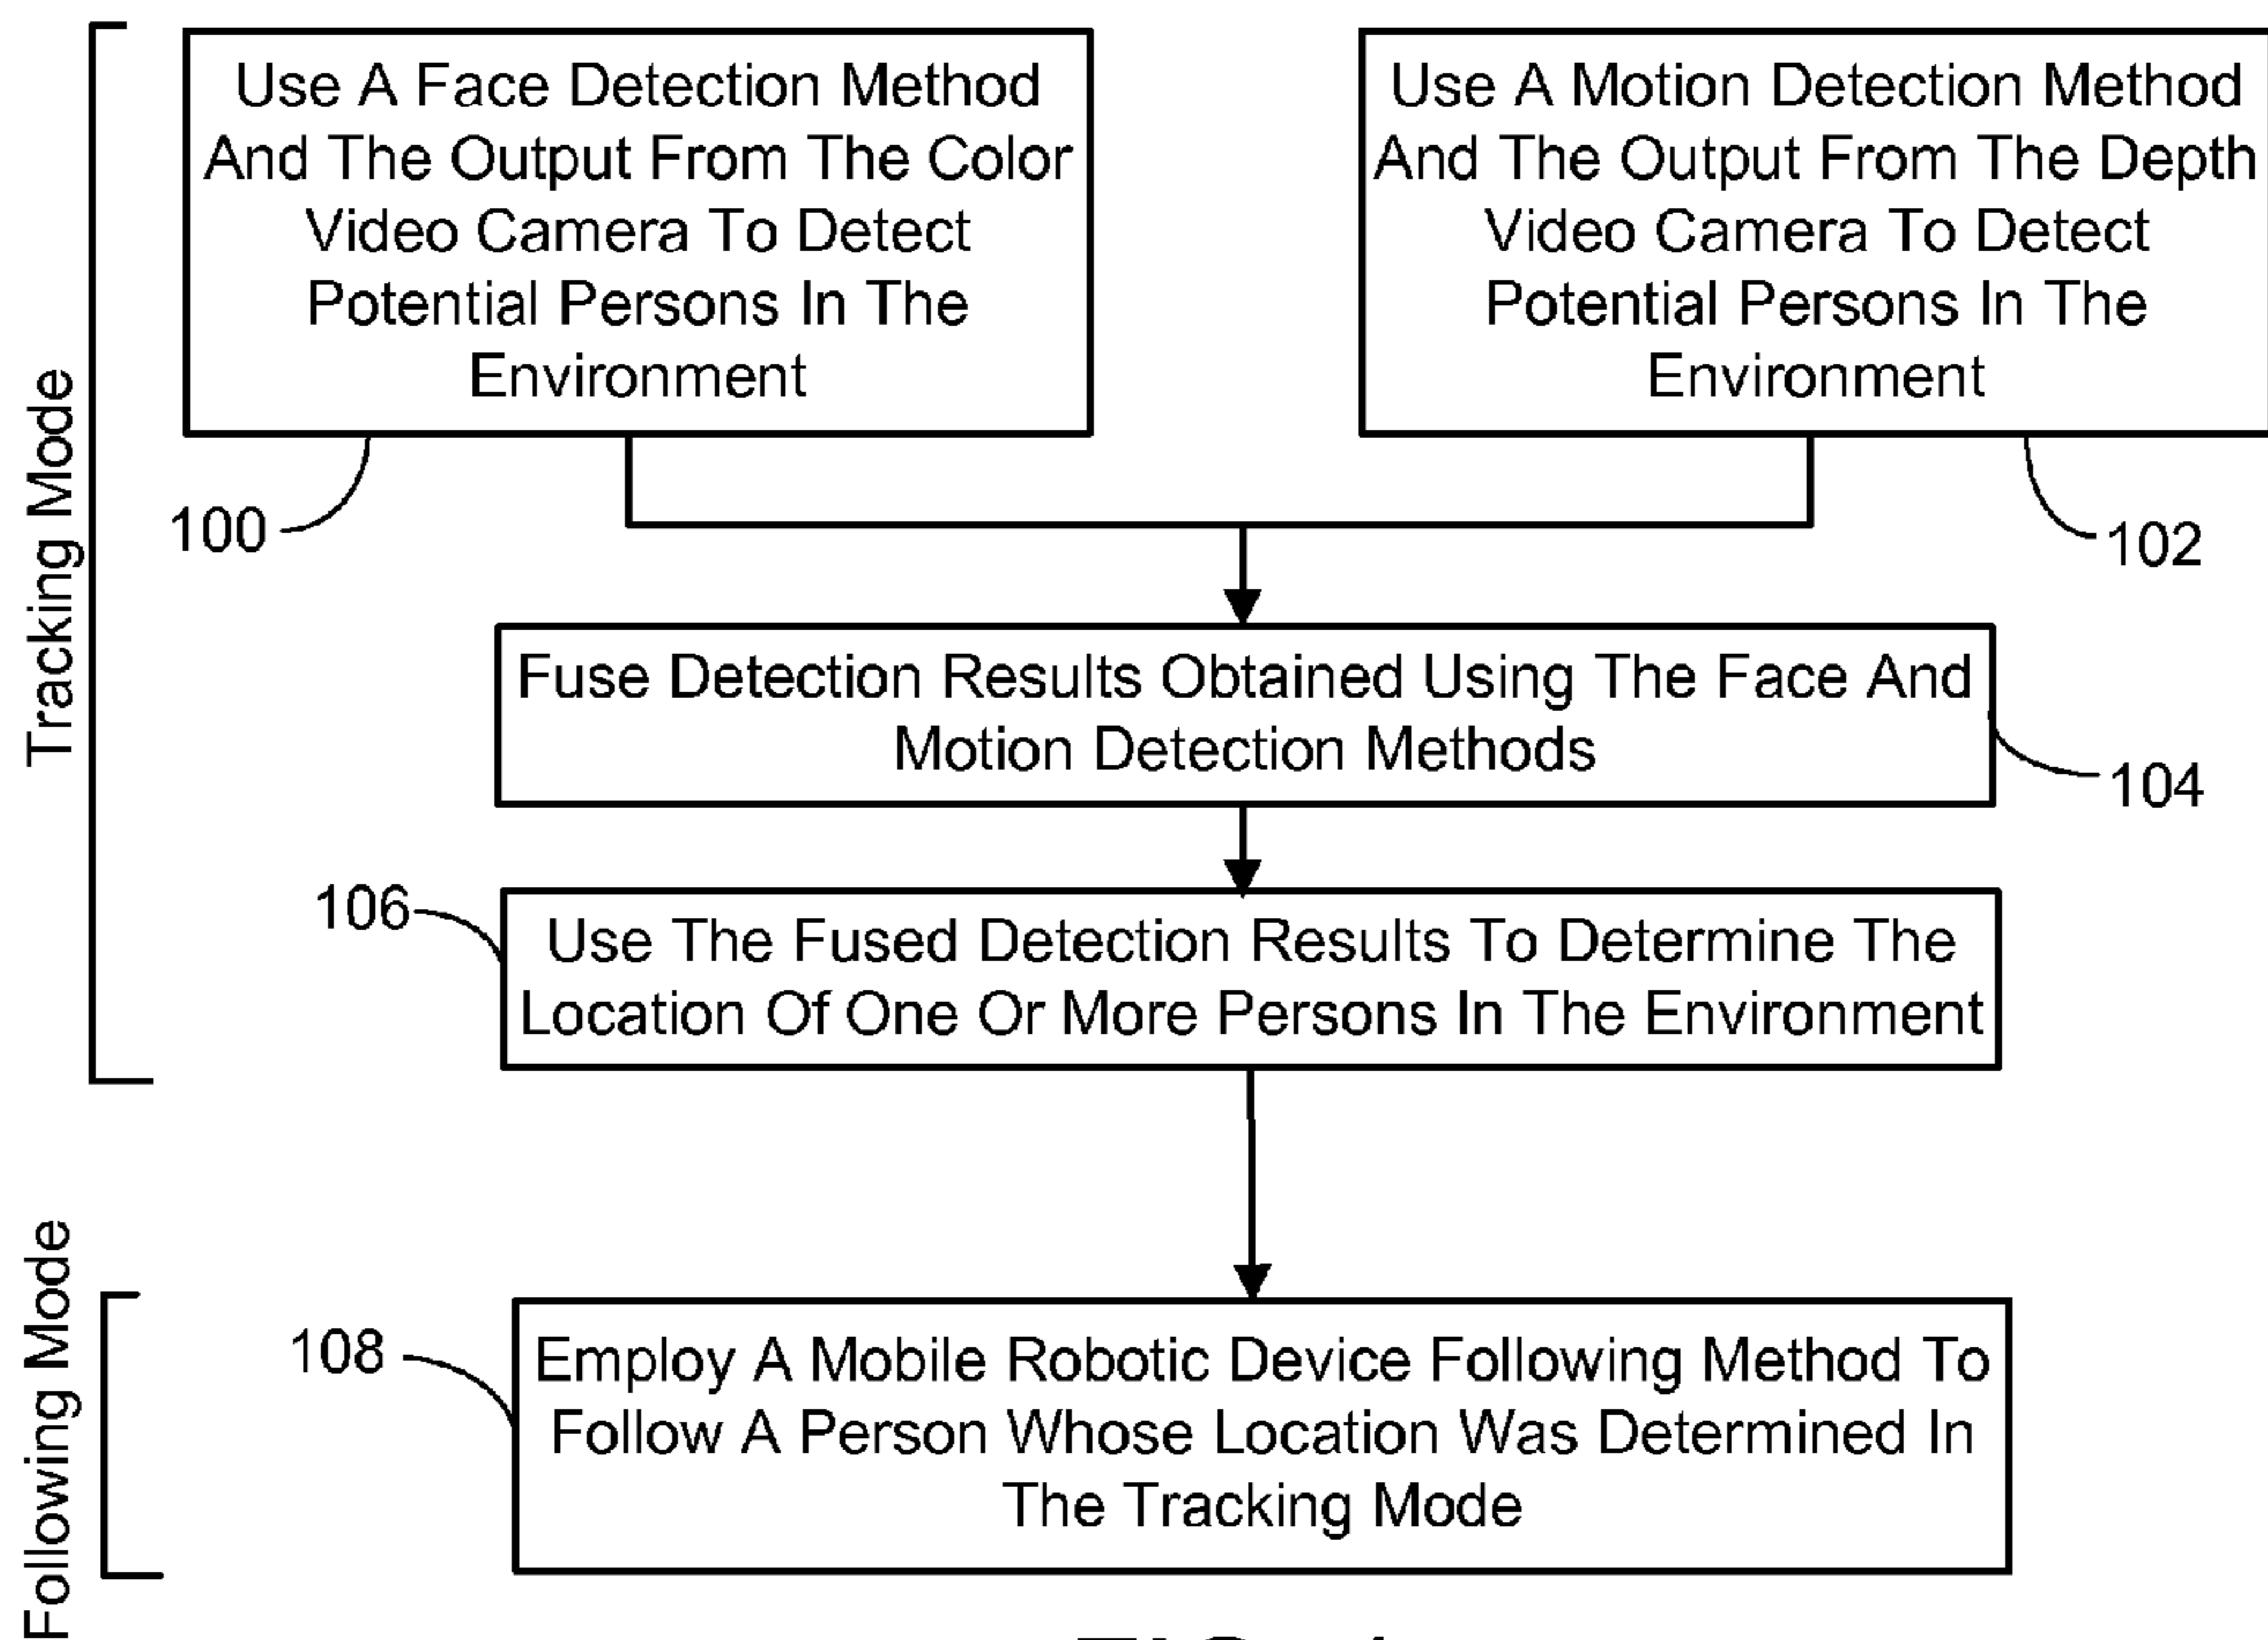 Tracking Mode
Use A Face Detection Method
And The Output From The Color
Video Camera To Detect
Potential Persons In The
Environment
100
Use A Motion Detection Method
And The Output From The Depth
Video Camera To Detect
Potential Persons In The
Environment
102
Fuse Detection Results Obtained Using The Face And
Motion Detection Methods
104
106
Use The Fused Detection Results To Determine The
Location Of One Or More Persons In The Environment
Following Mode
108
Employ A Mobile Robotic Device Following Method To
Follow A Person Whose Location Was Determined In
The Tracking Mode